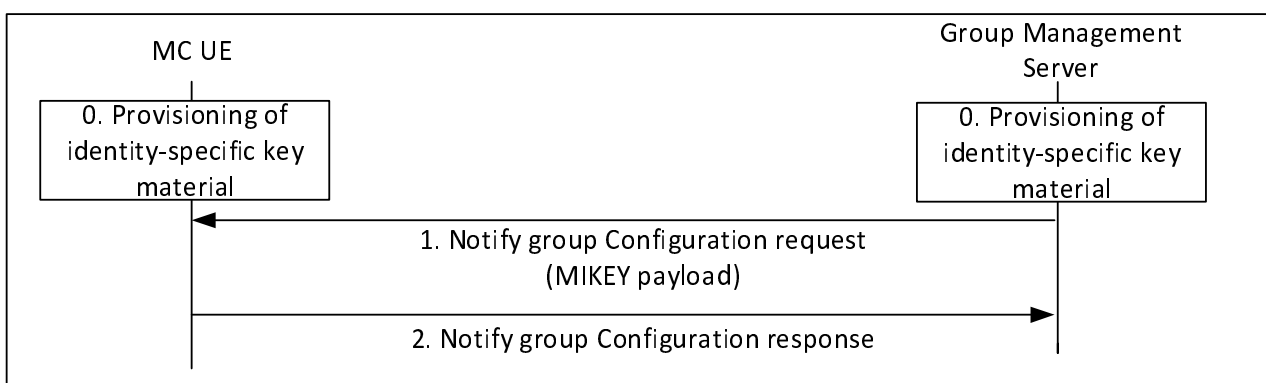 MC UE
Group Management
Server
0. Provisioning of
identity-specific key
material
0. Provisioning of
identity-specific key
material
1. Notify group Configuration request
(MIKEY payload)
2. Notify group Configuration response